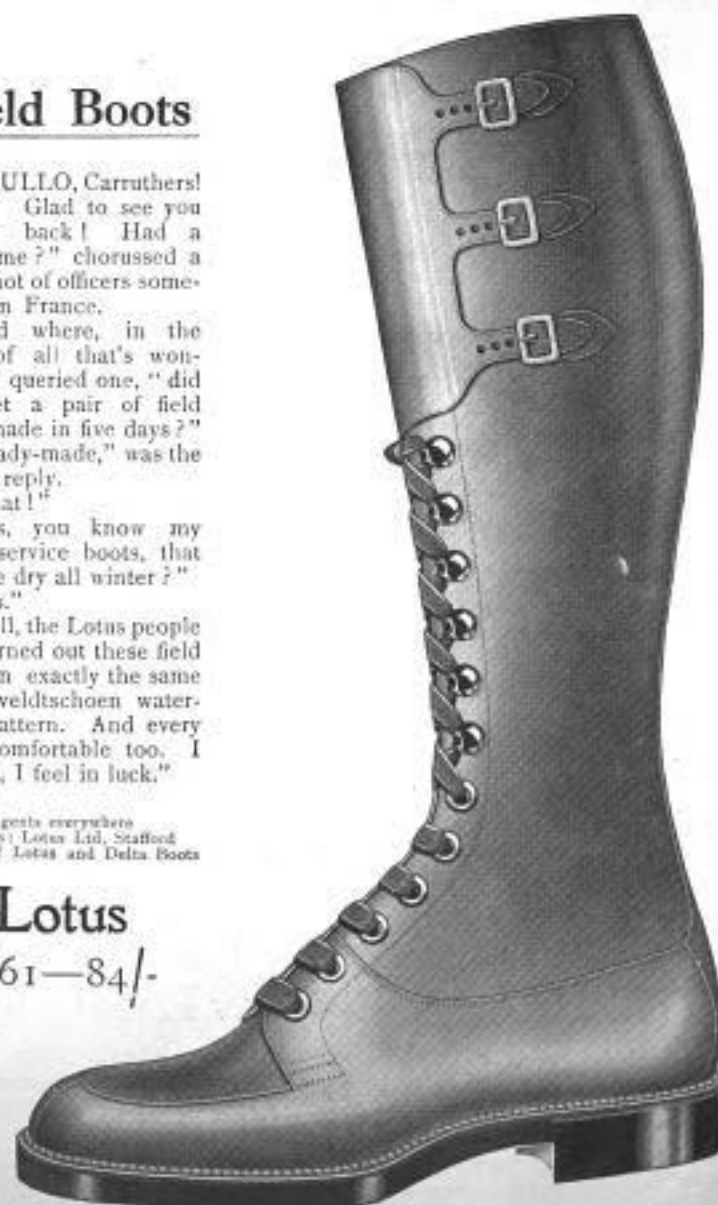 eld Boots
ULLO, Carruthers!
Glad to see you
back! Had a
me?" chorussed a
not of officers some-
n France.
d where, in the
of all that's won-
queried one, "did
et a pair of field
made in five days?"
ady-made," was the
reply.
at!"
s, you know my
service boots, that
e dry all winter?"
s."
ll, the Lotus people
rned out these field
n exactly the same
veldtschoen water-
attern. And every
omfortable too. I
, I feel in luck."
gents everywhere
: Lotus Ltd, Stafford
f Lotus and Delta Boots
Lotus
61—84/-